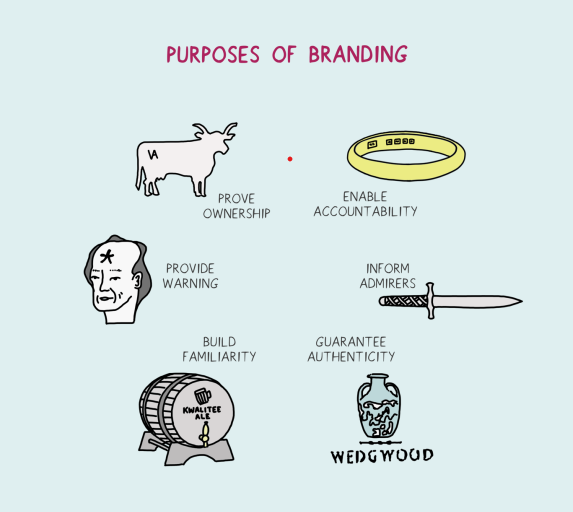 PURPOSES OF BRANDING
VA
PROVE
OWNERSHIP
ENABLE
ACCOUNTABILITY
PROVIDE
WARNING
INFORM
ADMIRERS
BUILD
FAMILIARITY
GUARANTEE
AUTHENTICITY
KWALITEE
ALE
WEDGWOOD